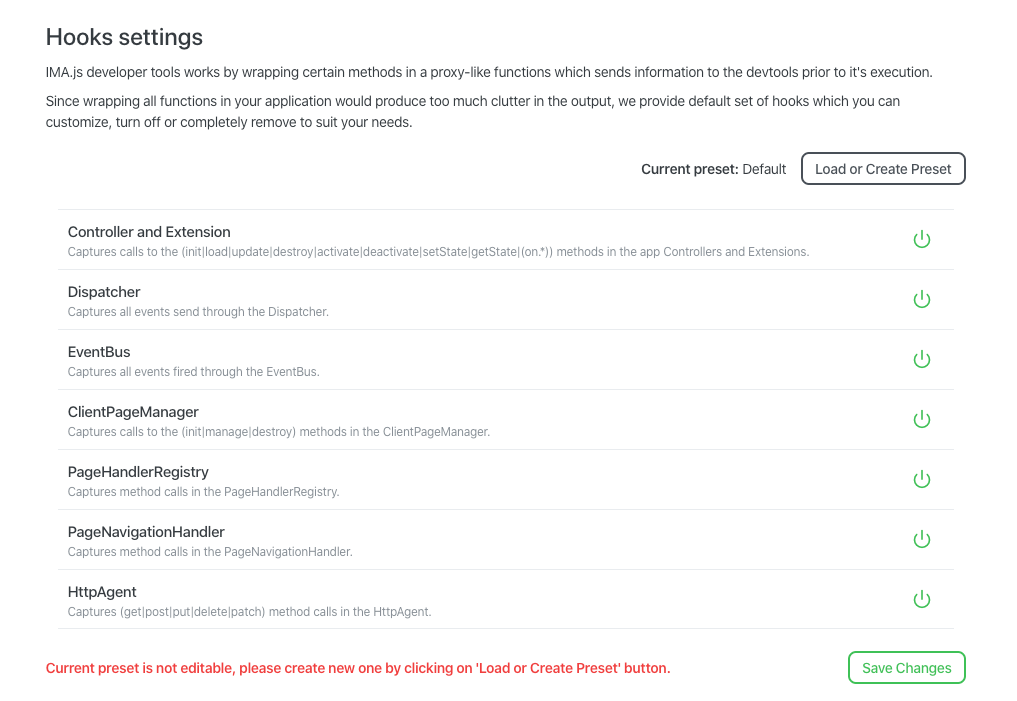 Hooks settings
IMA.js developer tools works by wrapping certain methods in a proxy-like functions which sends information to the devtools prior to it's execution.
Since wrapping all functions in your application would produce too much clutter in the output, we provide default set of hooks which you can
customize, turn off or completely remove to suit your needs.
Current preset: Default
Load or Create Preset
Controller and Extension
Captures calls to the (init|load|update|destroy|activate|deactivate|setState|getState|(on.*)) methods in the app Controllers and Extensions.
Dispatcher
Captures all events send through the Dispatcher.
EventBus
Captures all events fired through the EventBus.
ClientPageManager
Captures calls to the (init|manage|destroy) methods in the ClientPageManager.
PageHandlerRegistry
Captures method calls in the PageHandlerRegistry.
PageNavigationHandler
Captures method calls in the PageNavigationHandler.
HttpAgent
Captures (get|post|put|delete|patch) method calls in the HttpAgent.
Current preset is not editable, please create new one by clicking on 'Load or Create Preset' button.
Save Changes